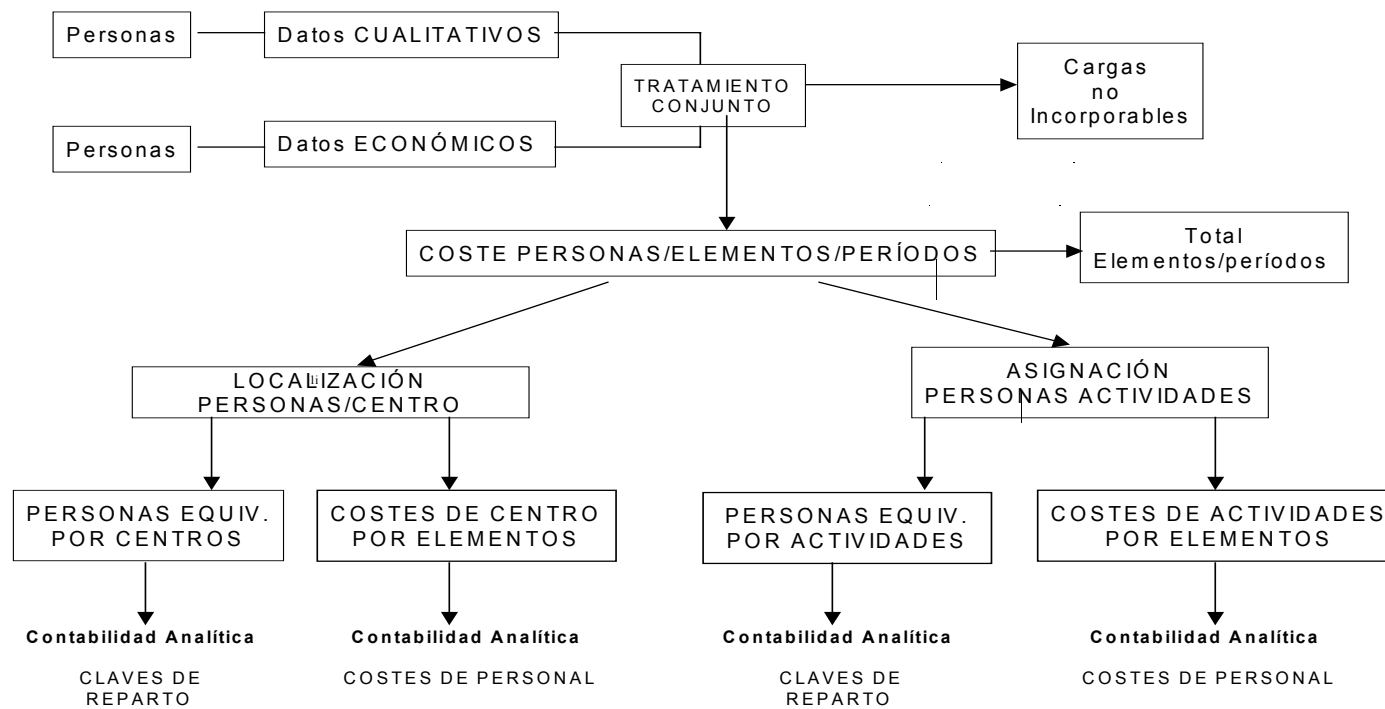 Personas
Datos CUALITATIVOS
TRATAMIENTO
CONJUNTO
Cargas
no
Incorporables
Personas
Datos ECONÓMICOS
COSTE PERSONAS/ELEMENTOS/PERÍODOS
Total
Elementos/períodos
LOCALIZACIÓN
PERSONAS/CENTRO
ASIGNACIÓN
PERSONAS ACTIVIDADES
PERSONAS EQUIV.
POR CENTROS
COSTES DE CENTRO
POR ELEMENTOS
PERSONAS EQUIV.
POR ACTIVIDADES
COSTES DE ACTIVIDADES
POR ELEMENTOS
Contabilidad Analítica
Contabilidad Analítica
Contabilidad Analítica
Contabilidad Analítica
CLAVES DE
REPARTO
COSTES DE PERSONAL
CLAVES DE
REPARTO
COSTES DE PERSONAL